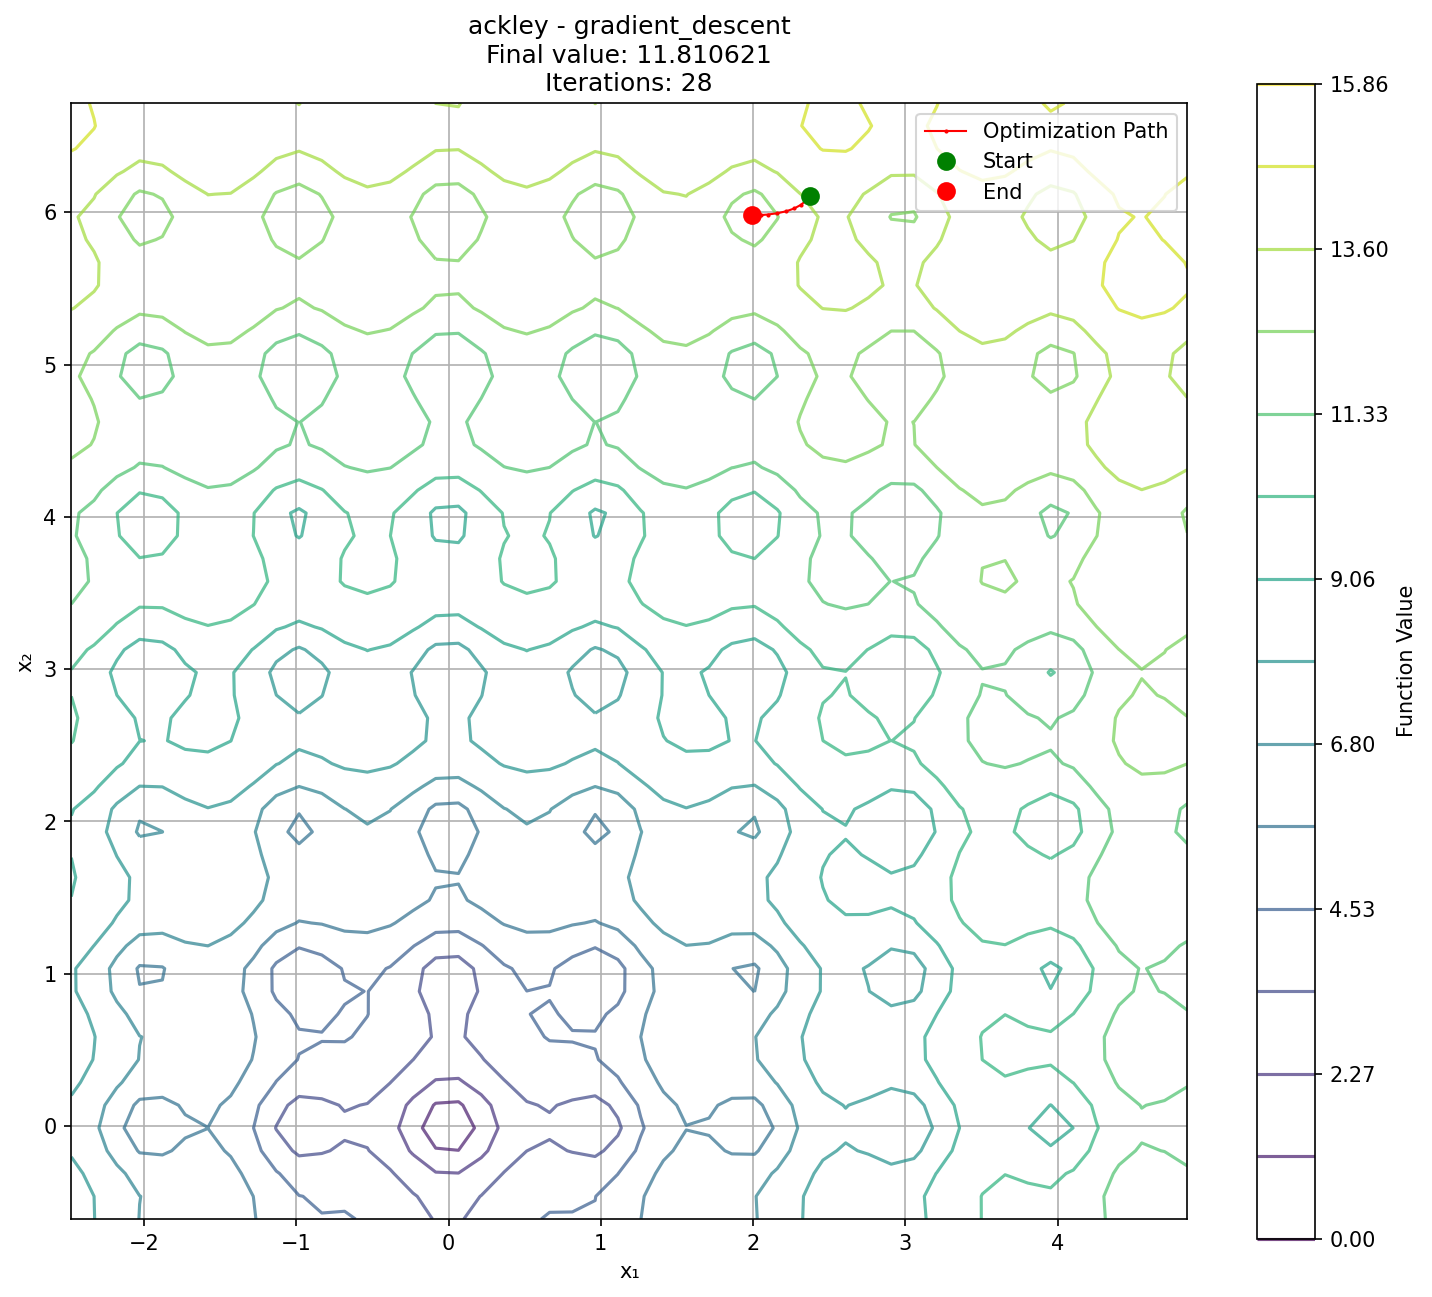 ackley - gradient_descent
Final value: 11.810621
Iterations: 28
Optimization Path
Start
End
6
5
4
3
2
1
0
x₂
−2
−1
0
1
2
3
4
x₁
15.86
13.60
11.33
9.06
6.80
4.53
2.27
0.00
Function Value